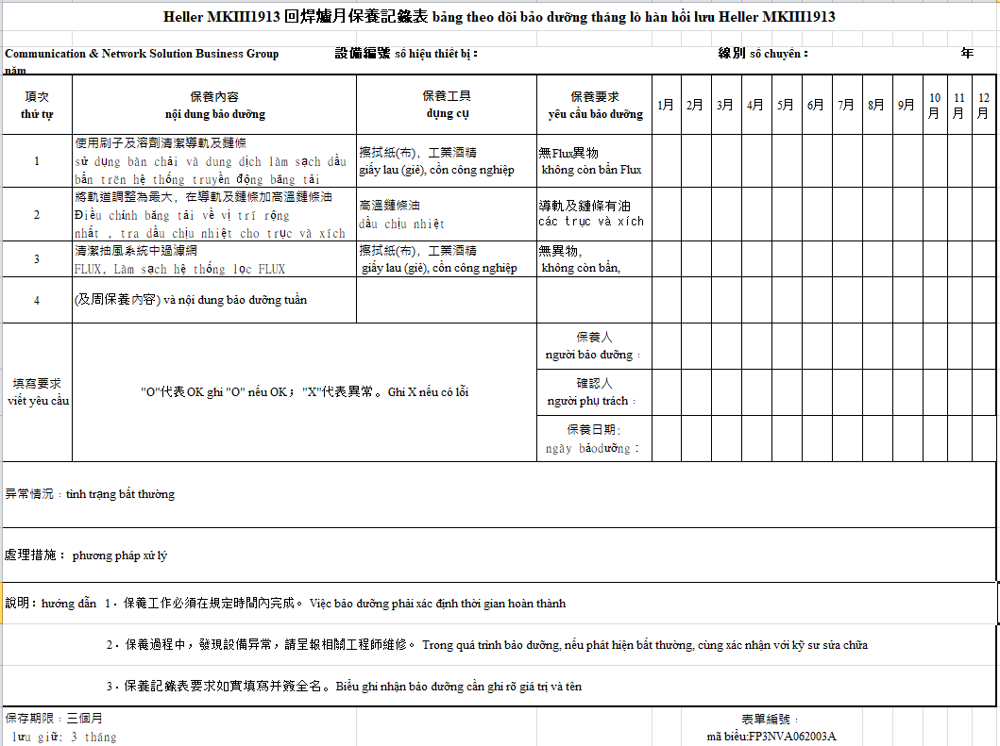 Heller MKIII1913 回焊爐月保養記錄表 bảng theo dõi bảo dưỡng tháng lò hàn hồi lưu Heller MKIII1913
Communication & Network Solution Business Group 設備編號 số hiệu thiết bị： 線別 số chuyên： 年
năm
項次 保養內容 保養工具 保養要求 1月 2月 3月 4月 5月 6月 7月 8月 9月 10月 11月 12月
thứ tự nội dung bảo dưỡng dụng cụ yêu cầu bảo dưỡng
1
使用刷子及溶劑清潔導軌及鏈條
sử dụng bàn chải và dung dịch làm sạch dầu
bẩn trên hệ thống truyền động băng tải
擦拭紙(布)，工業酒精
giấy lau (giẻ), cồn công nghiệp
無Flux異物
không còn bẩn Flux
2
將軌道調整為最大，在導軌及鏈條加高溫鏈條油
Điều chỉnh băng tải về vị trí rộng
nhất , tra dầu chịu nhiệt cho trục và xích
高溫鏈條油
dầu chịu nhiệt
導軌及鏈條有油
các trục và xích
3
清潔抽風系統中過濾網
FLUX, Làm sạch hệ thống lọc FLUX
擦拭紙(布)，工業酒精
giấy lau (giẻ), cồn công nghiệp
無異物,
không còn bẩn,
4
(及周保養內容) và nội dung bảo dưỡng tuần
填寫要求
viết yêu cầu
"O"代表OK ghi "O" nếu OK； "X"代表異常。Ghi X nếu có lỗi
保養人
người bảo dưỡng：
確認人
người phụ trách：
保養日期：
ngày bảodưỡng：
异常情況：tình trạng bất thường
處理措施： phương pháp xử lý
說明：hướng dẫn 1．保養工作必須在規定時間內完成。Việc bảo dưỡng phải xác định thời gian hoàn thành
2．保養過程中，發現設備异常，請呈報相關工程師維修。 Trong quá trình bảo dưỡng, nếu phát hiện bất thường, cùng xác nhận với kỹ sư sửa chữa
3．保養記錄表要求如實填寫并簽全名。Biểu ghi nhận bảo dưỡng cần ghi rõ giá trị và tên
保存期限：三個月
lưu giữ: 3 tháng
表單編號：
mã biểu:FP3NVA062003A